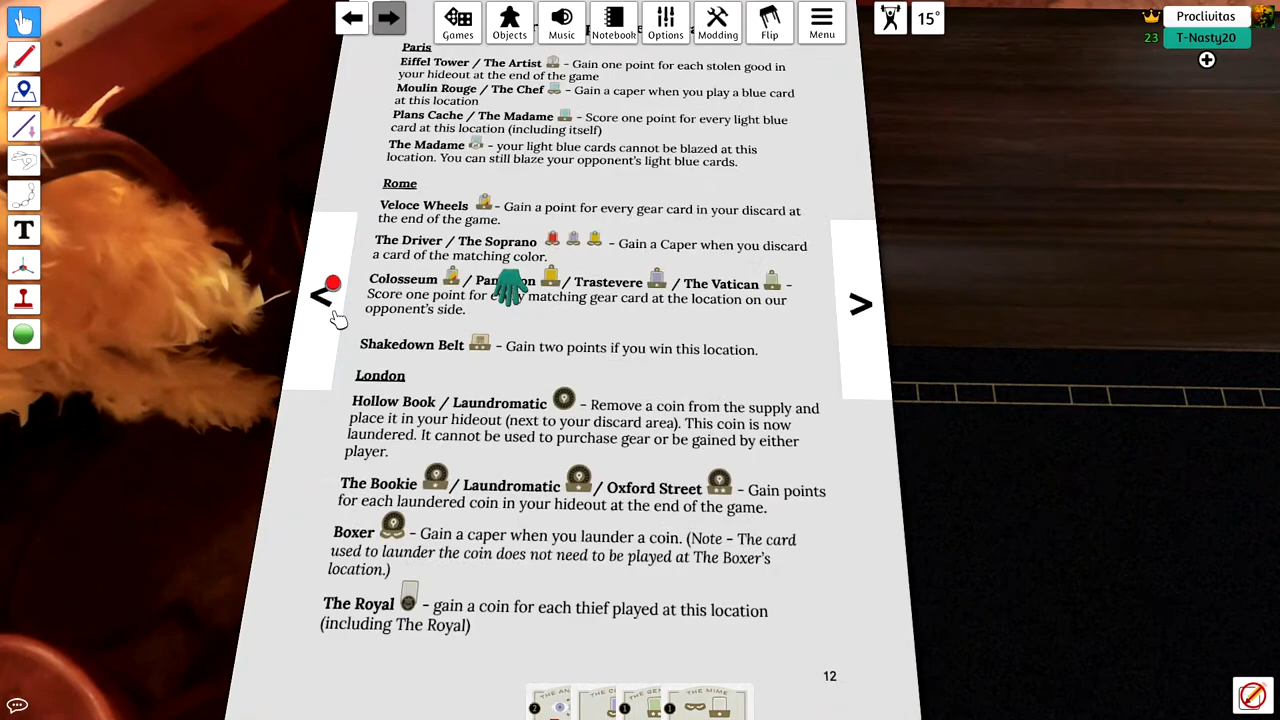 Games
Objects
Music
Notebook
Options
Modding
Flip
Menu
15°
Proclivitas
23
T-Nasty20
T
Paris
Eiffel Tower / The Artist - Gain one point for each stolen good in
your hideout at the end of the game
Moulin Rouge / The Chef - Gain a caper when you play a blue card
at this location
Plans Cache / The Madame - Score one point for every light blue
card at this location (including itself)
The Madame - your light blue cards cannot be blazed at this
location. You can still blaze your opponent's light blue cards.
Rome
Veloce Wheels - Gain a point for every gear card in your discard at
the end of the game.
The Driver / The Soprano - Gain a Caper when you discard
a card of the matching color.
Colosseum / / Trastevere / The Vatican -
Score one point for matching gear card at the location on our
opponent's side.
Shakedown Belt - Gain two points if you win this location.
< >
London
Hollow Book / Laundromatic - Remove a coin from the supply and
place it in your hideout (next to your discard area). This coin is now
laundered. It cannot be used to purchase gear or be gained by either
player.
The Bookie / Laundromatic / Oxford Street - Gain points
for each laundered coin in your hideout at the end of the game.
Boxer - Gain a caper when you launder a coin. (Note - The card
used to launder the coin does not need to be played at The Boxer's
location.)
The Royal - gain a coin for each thief played at this location
(including The Royal)
12
2
1
1
THE MIME